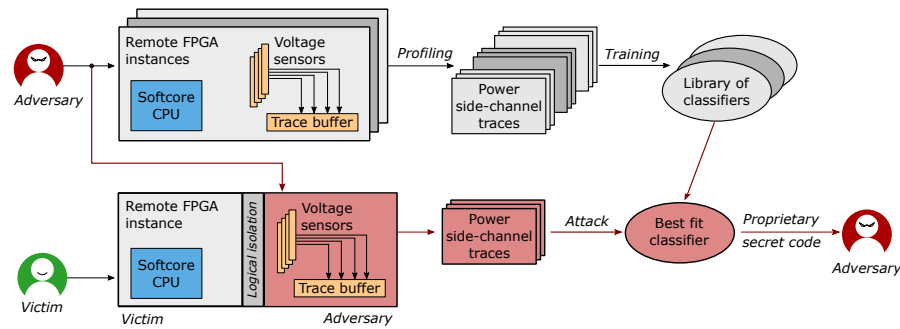 Adversary
Remote FPGA
instances
Softcore
CPU
Voltage
sensors
Trace buffer
Profiling
Power
side-channel
traces
Training
Library of
classifiers
Victim
Remote FPGA
instance
Softcore
CPU
Victim
Logical isolation
Voltage
sensors
Trace buffer
Adversary
Power
side-channel
traces
Attack
Best fit
classifier
Proprietary
secret code
Adversary